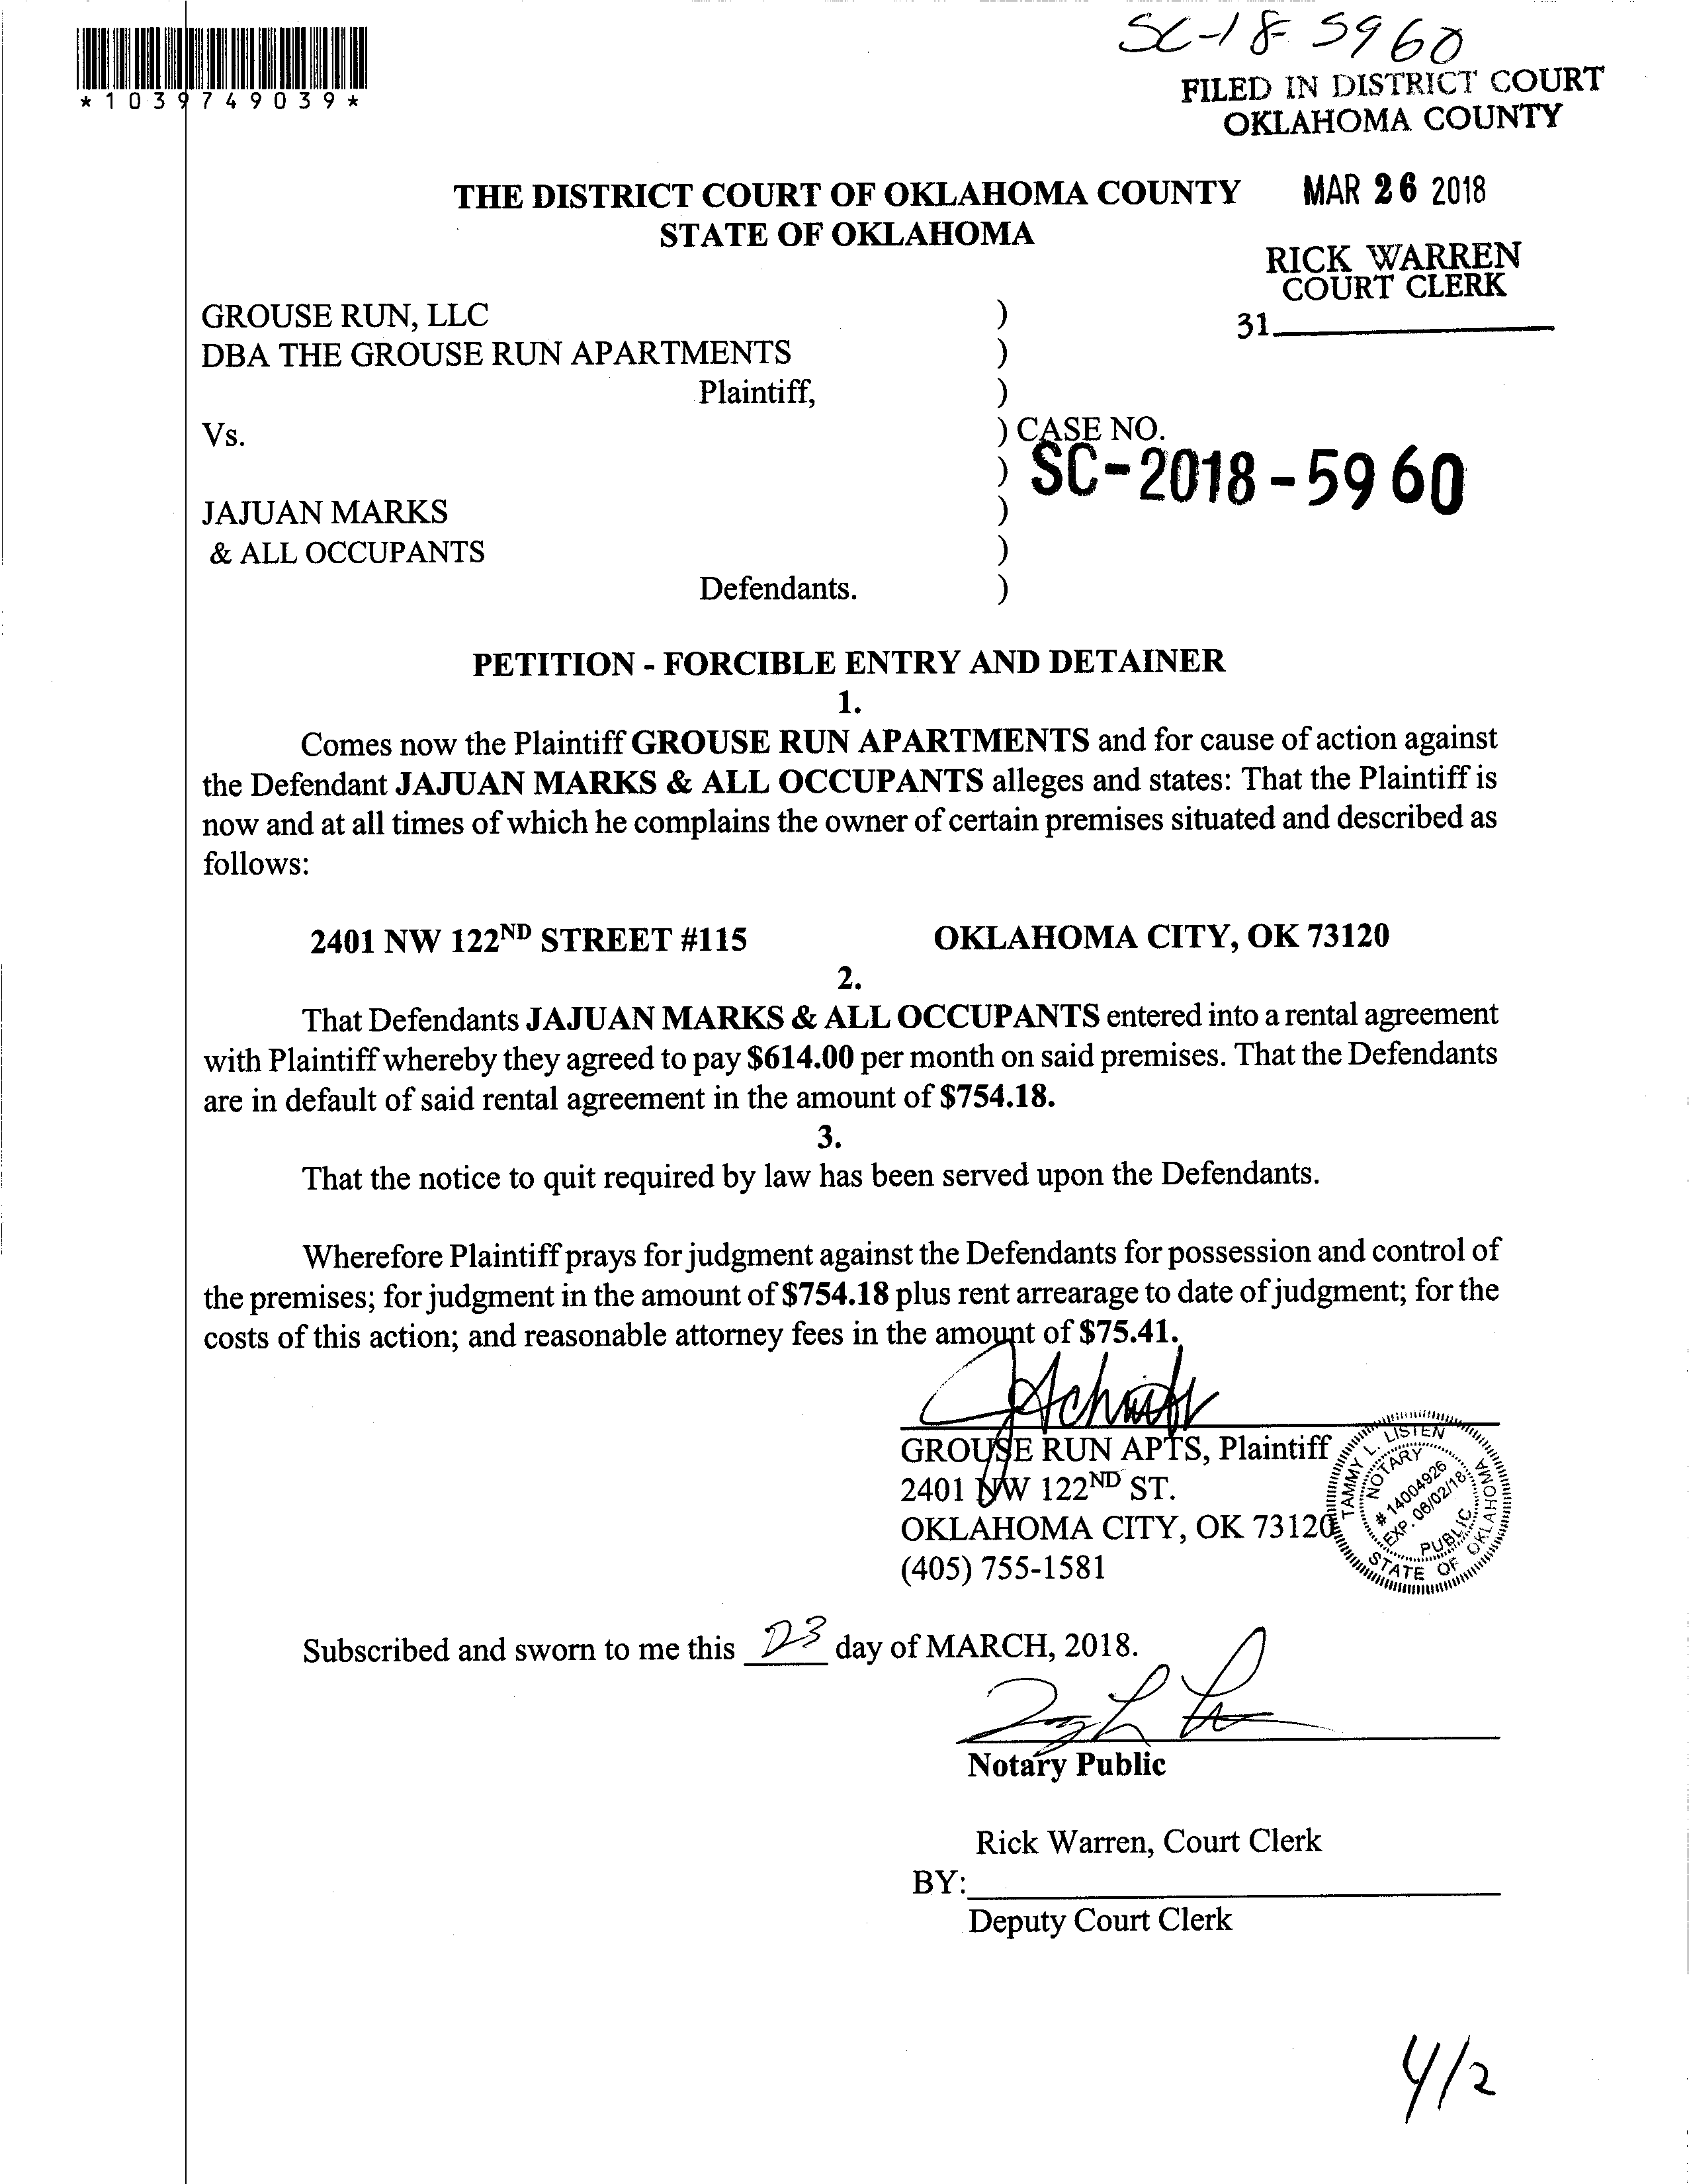 SC-18-5960
*1039749039*
FILED IN DISTRICT COURT
OKLAHOMA COUNTY
MAR 26 2018
RICK WARREN
COURT CLERK
31
THE DISTRICT COURT OF OKLAHOMA COUNTY
STATE OF OKLAHOMA
GROUSE RUN, LLC )
DBA THE GROUSE RUN APARTMENTS )
Plaintiff, )
Vs. ) CASE NO.
) SC-2018-5960
JAJUAN MARKS )
& ALL OCCUPANTS )
Defendants. )
PETITION - FORCIBLE ENTRY AND DETAINER
1.
Comes now the Plaintiff GROUSE RUN APARTMENTS and for cause of action against
the Defendant JAJUAN MARKS & ALL OCCUPANTS alleges and states: That the Plaintiff is
now and at all times of which he complains the owner of certain premises situated and described as
follows:
2401 NW 122ND STREET #115 OKLAHOMA CITY, OK 73120
2.
That Defendants JAJUAN MARKS & ALL OCCUPANTS entered into a rental agreement
with Plaintiff whereby they agreed to pay $614.00 per month on said premises. That the Defendants
are in default of said rental agreement in the amount of $754.18.
3.
That the notice to quit required by law has been served upon the Defendants.
Wherefore Plaintiff prays for judgment against the Defendants for possession and control of
the premises; for judgment in the amount of $754.18 plus rent arrearage to date of judgment; for the
costs of this action; and reasonable attorney fees in the amount of $75.41.
GROUSE RUN APTS, Plaintiff
2401 NW 122ND ST.
OKLAHOMA CITY, OK 73120
(405) 755-1581
TAMMY L. LISTEN
NOTARY
# 14004926
EXP. 06/02/18
PUBLIC
STATE OF OKLAHOMA
Subscribed and sworn to me this 23 day of MARCH, 2018.
Notary Public
Rick Warren, Court Clerk
BY:
Deputy Court Clerk
4/2